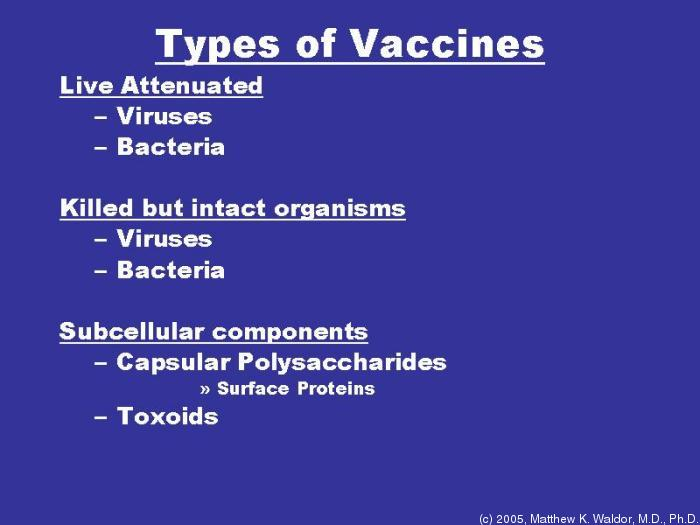 Types of Vaccines
Live Attenuated
– Viruses
– Bacteria
Killed but intact organisms
– Viruses
– Bacteria
Subcellular components
– Capsular Polysaccharides
» Surface Proteins
– Toxoids
(c) 2005, Matthew K. Waldor, M.D., Ph.D.